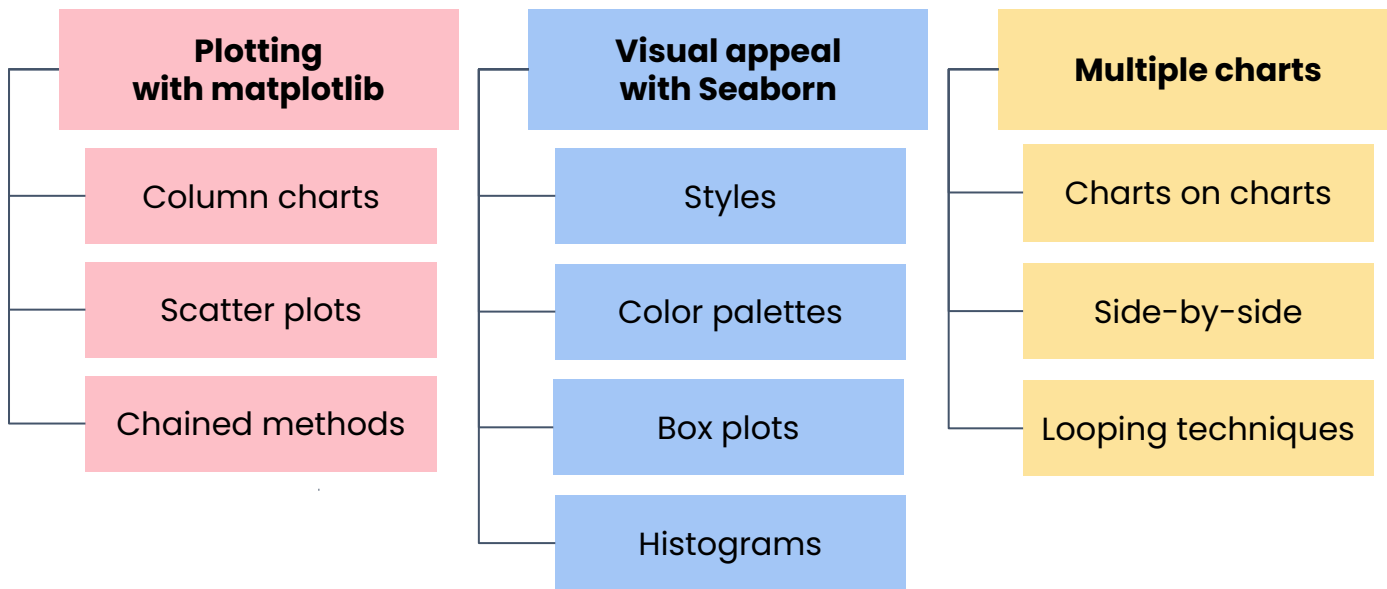 Plotting
with matplotlib
Column charts
Scatter plots
Chained methods
Visual appeal
with Seaborn
Styles
Color palettes
Box plots
Histograms
Multiple charts
Charts on charts
Side-by-side
Looping techniques